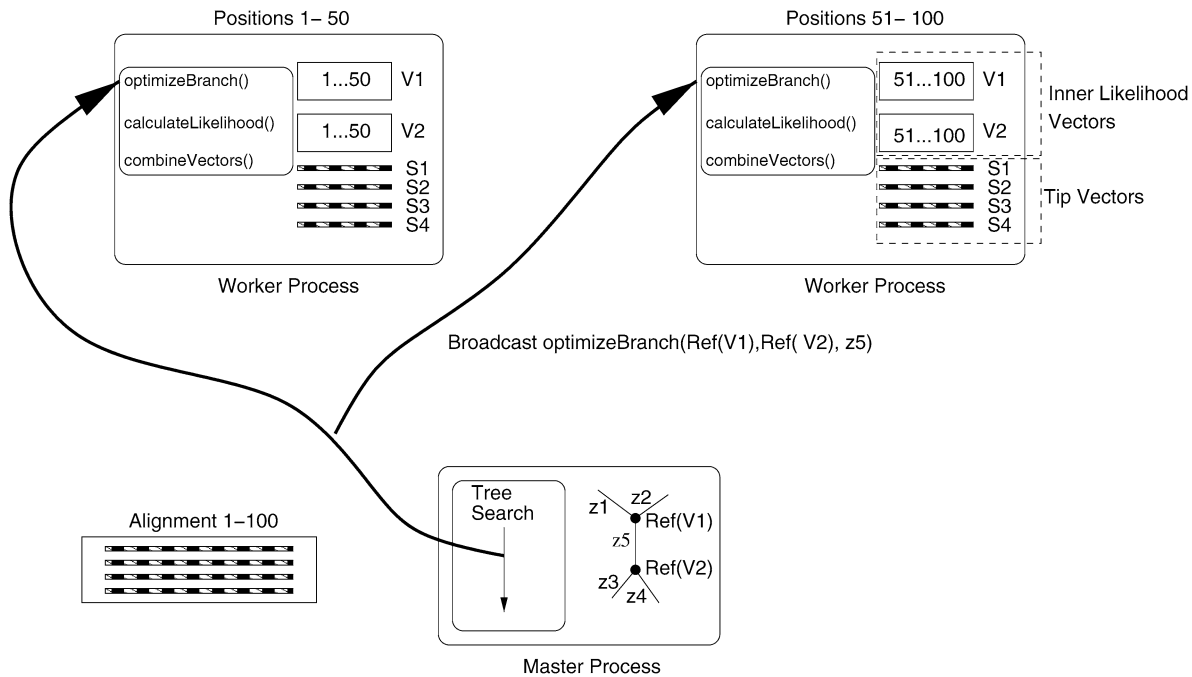 Positions 1– 50
Positions 51– 100
optimizeBranch()
calculateLikelihood()
combineVectors()
1...50
V1
1...50
V2
S1
S2
S3
S4
Worker Process
optimizeBranch()
calculateLikelihood()
combineVectors()
51...100
V1
51...100
V2
S1
S2
S3
S4
Inner Likelihood
Vectors
Tip Vectors
Worker Process
Broadcast optimizeBranch(Ref(V1),Ref( V2), z5)
Alignment 1–100
Tree
Search
z1
z2
Ref(V1)
z5
Ref(V2)
z3
z4
Master Process